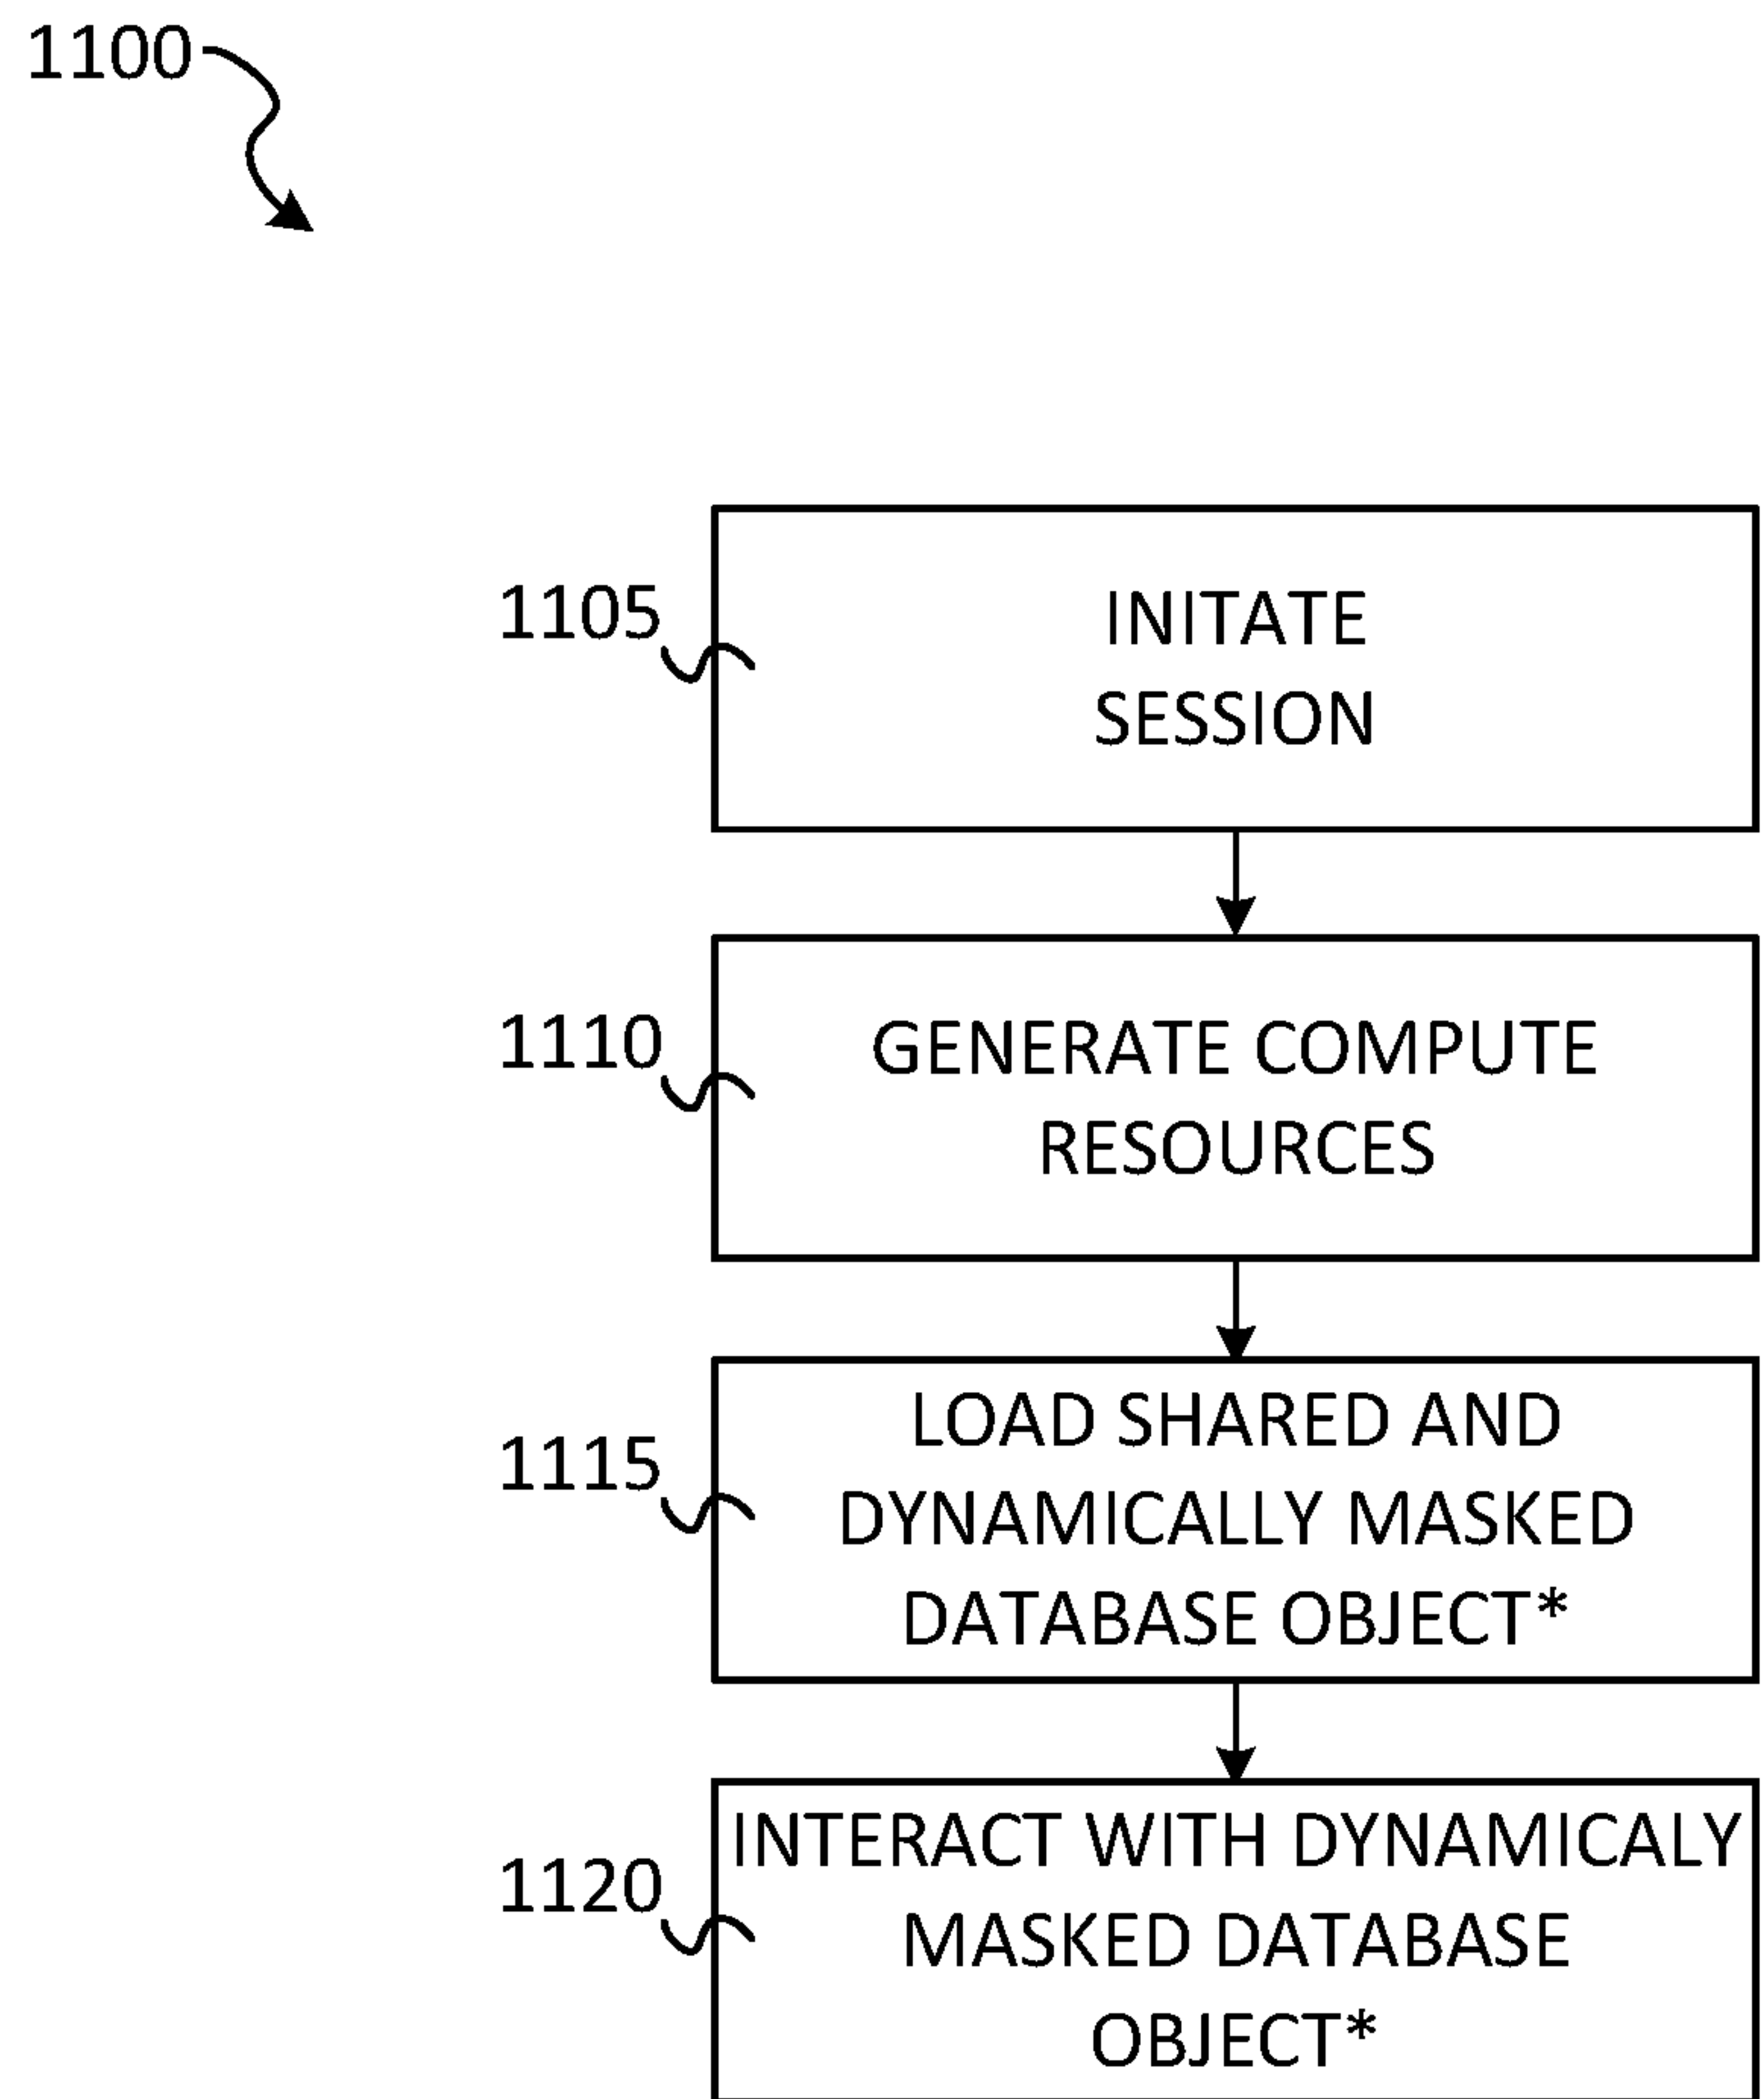 1100
1105
INITATE
SESSION
1110
GENERATE COMPUTE
RESOURCES
1115
LOAD SHARED AND
DYNAMICALLY MASKED
DATABASE OBJECT*
1120
INTERACT WITH DYNAMICALY
MASKED DATABASE
OBJECT*